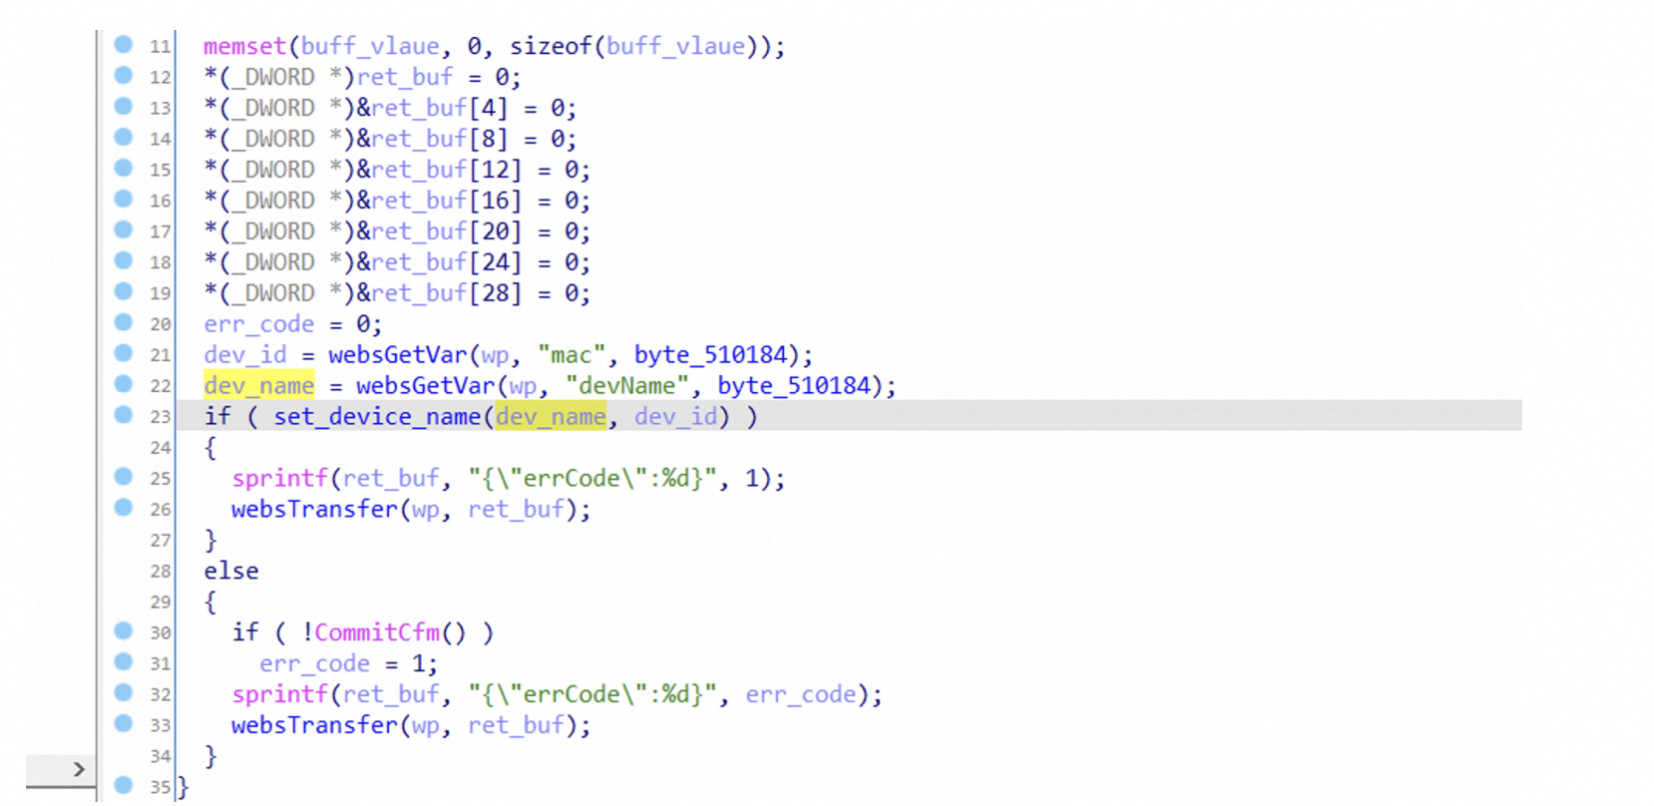 11 memset(buff_vlaue, 0, sizeof(buff_vlaue));
12 *(_DWORD *)ret_buf = 0;
13 *(_DWORD *)&ret_buf[4] = 0;
14 *(_DWORD *)&ret_buf[8] = 0;
15 *(_DWORD *)&ret_buf[12] = 0;
16 *(_DWORD *)&ret_buf[16] = 0;
17 *(_DWORD *)&ret_buf[20] = 0;
18 *(_DWORD *)&ret_buf[24] = 0;
19 *(_DWORD *)&ret_buf[28] = 0;
20 err_code = 0;
21 dev_id = websGetVar(wp, "mac", byte_510184);
22 dev_name = websGetVar(wp, "devName", byte_510184);
23 if ( set_device_name(dev_name, dev_id) )
24 {
25 sprintf(ret_buf, "{\"errCode\":%d}", 1);
26 websTransfer(wp, ret_buf);
27 }
28 else
29 {
30 if ( !CommitCfm() )
31 err_code = 1;
32 sprintf(ret_buf, "{\"errCode\":%d}", err_code);
33 websTransfer(wp, ret_buf);
34 }
35 }